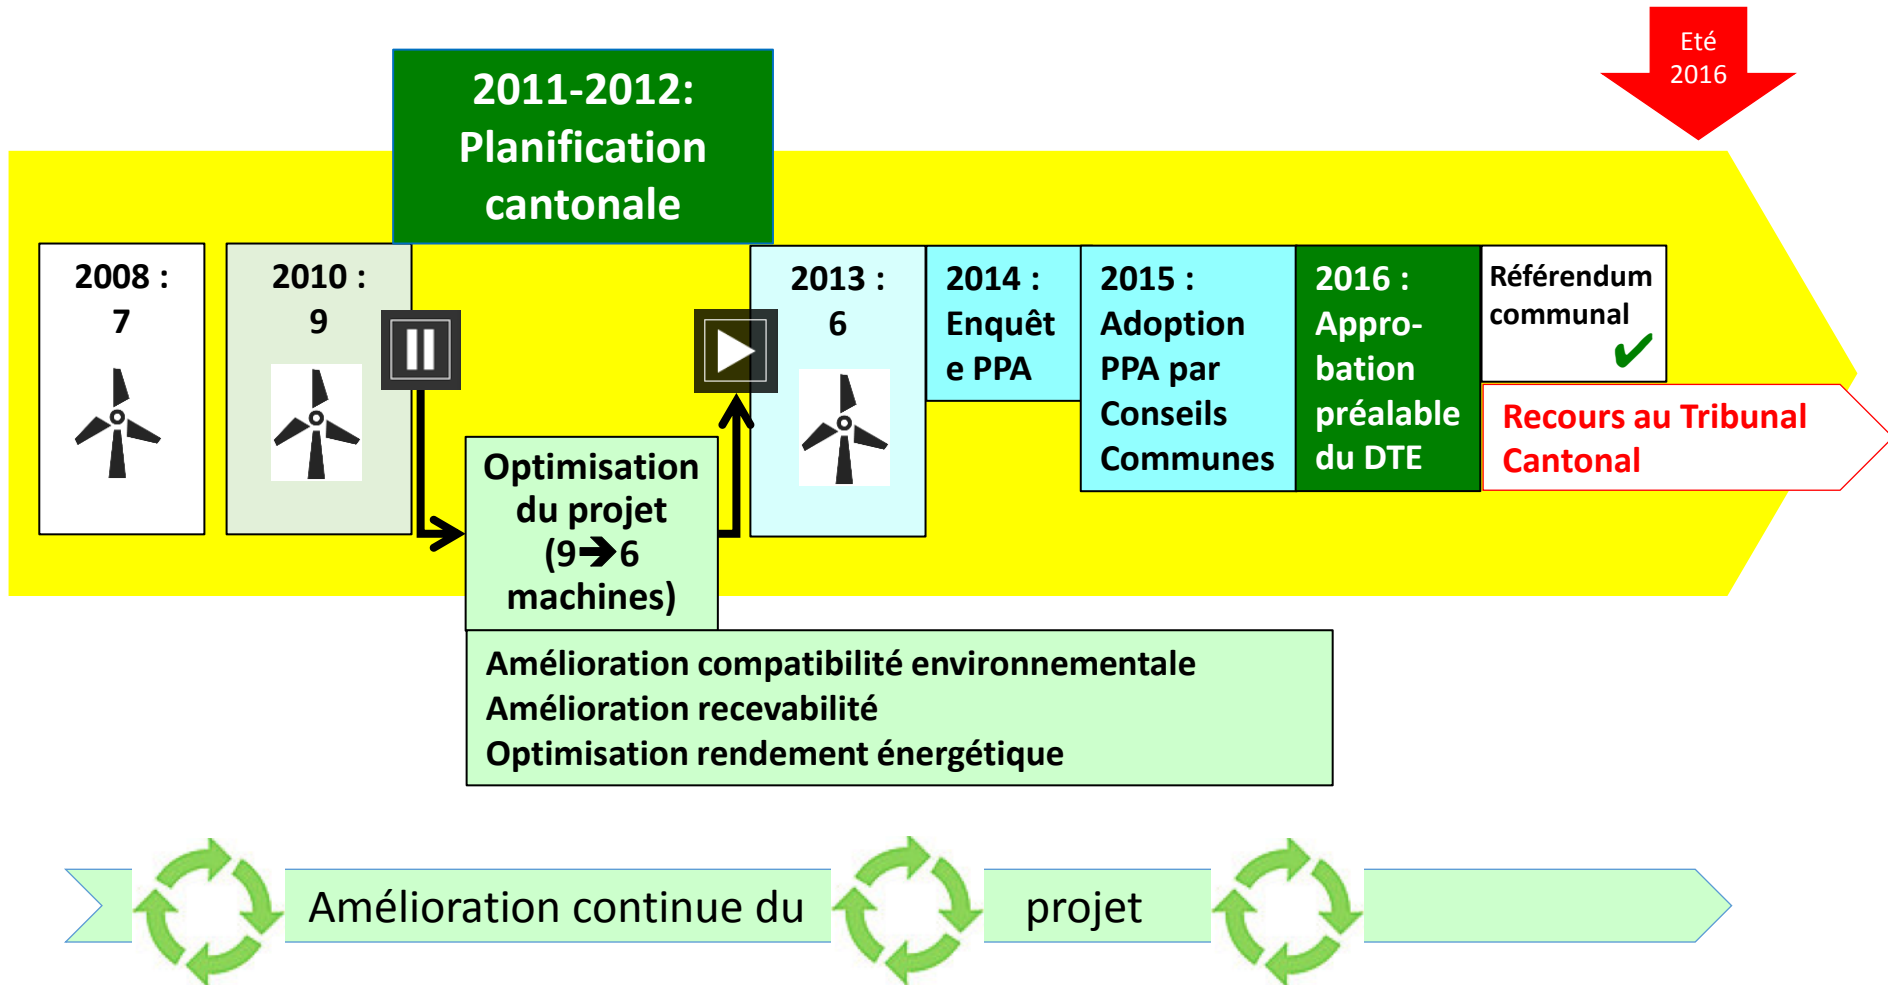 Eté
2016
2011-2012:
Planification
cantonale
2008 :
7
2010 :
9
2013 :
6
2014 :
Enquêt
e PPA
2015 :
Adoption
PPA par
Conseils
Communes
2016 :
Appro-
bation
préalable
du DTE
Référendum
communal
Recours au Tribunal
Cantonal
Optimisation
du projet
(9➔6
machines)
Amélioration compatibilité environnementale
Amélioration recevabilité
Optimisation rendement énergétique
Amélioration continue du projet